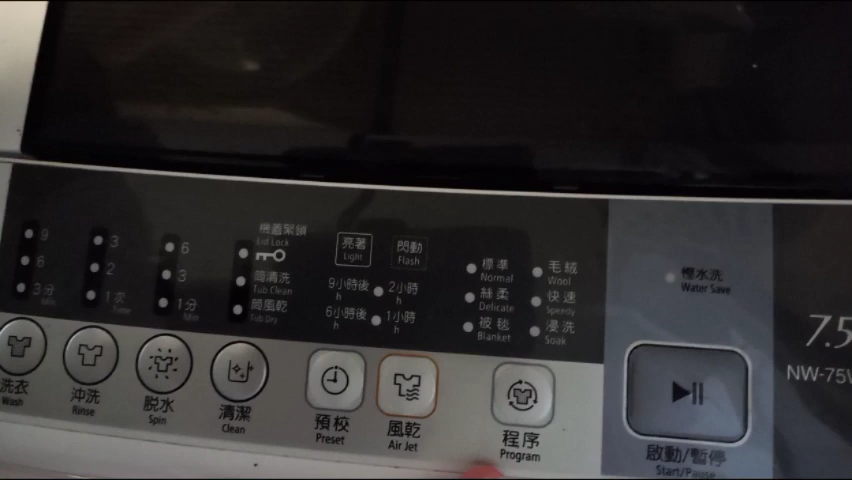 9
6
3分
Min
3
2
1次
Time
6
3
1分
Min
機蓋緊鎖
Lid Lock
筒清洗
Tub Clean
筒風乾
Tub Dry
亮著
Light
閃動
Flash
9小時後
h
2小時
h
6小時後
h
1小時
h
標準
Normal
絲柔
Delicate
被毯
Blanket
毛絨
Wool
快速
Speedy
浸洗
Soak
慳水洗
Water Save
7.5
NW-75
洗衣
Wash
沖洗
Rinse
脫水
Spin
清潔
Clean
預校
Preset
風乾
Air Jet
程序
Program
啟動/暫停
Start/Pause